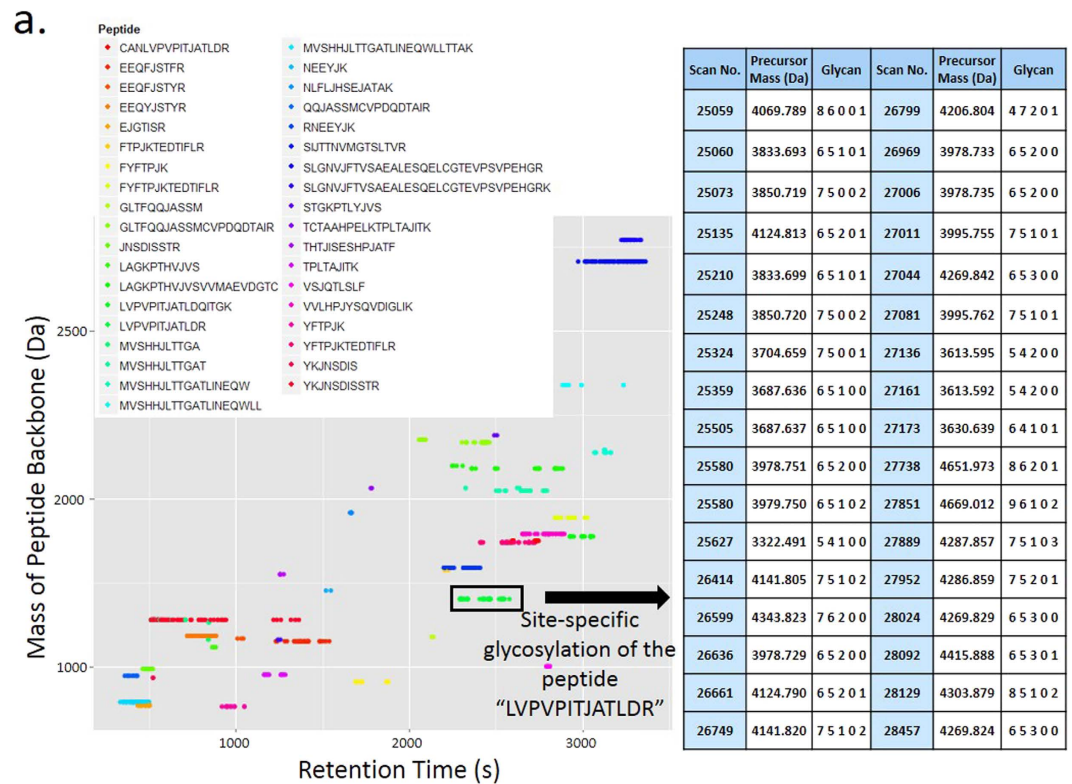 a.
Peptide
CANLVPVPITJATLDR
EEQFJSTFR
EEQFJSTYR
EEQYJSTYR
EJGTISR
FTPJKTEDTIFLR
FYFTPJK
FYFTPJKTEDTIFLR
GLTFQQJASSM
GLTFQQJASSMCVPDQDTAIR
JNSDISSTR
LAGKPTHVJVS
LAGKPTHVJVSVVMAEVDGTC
LVPVPITJATLDQITGK
LVPVPITJATLDR
MVSHHJLTTGA
MVSHHJLTTGAT
MVSHHJLTTGATLINEQW
MVSHHJLTTGATLINEQWLL
MVSHHJLTTGATLINEQWLLTTAK
NEEYJK
NLFLJHSEJATAK
QQJASSMCVPDQDTAIR
RNEEYJK
SIJTTNVMGTSLTVR
SLGNVJFTVSAEALESQELCGTEVPSVPEHGR
SLGNVJFTVSAEALESQELCGTEVPSVPEHGRK
STGKPTLYJVS
TCTAAHPELKTPLTAJITK
THTJISESHPJATF
TPLTAJITK
VSJQTLSLF
VVLHPJYSQVDIGLIK
YFTPJK
YFTPJKTEDTIFLR
YKJNSDIS
YKJNSDISSTR
Mass of Peptide Backbone (Da)
2500
2000
1000
1000
2000
3000
Retention Time (s)
Site-specific
glycosylation of the
peptide
“LVPVPITJATLDR”
Scan No. Precursor Mass (Da) Glycan Scan No. Precursor Mass (Da) Glycan
25059 4069.789 8 6 0 0 1 26799 4206.804 4 7 2 0 1
25060 3833.693 6 5 1 0 1 26969 3978.733 6 5 2 0 0
25073 3850.719 7 5 0 0 2 27006 3978.735 6 5 2 0 0
25135 4124.813 6 5 2 0 1 27011 3995.755 7 5 1 0 1
25210 3833.699 6 5 1 0 1 27044 4269.842 6 5 3 0 0
25248 3850.720 7 5 0 0 2 27081 3995.762 7 5 1 0 1
25324 3704.659 7 5 0 0 1 27136 3613.595 5 4 2 0 0
25359 3687.636 6 5 1 0 0 27161 3613.592 5 4 2 0 0
25505 3687.637 6 5 1 0 0 27173 3630.639 6 4 1 0 1
25580 3978.751 6 5 2 0 0 27738 4651.973 8 6 2 0 1
25580 3979.750 6 5 1 0 2 27851 4669.012 9 6 1 0 2
25627 3322.491 5 4 1 0 0 27889 4287.857 7 5 1 0 3
26414 4141.805 7 5 1 0 2 27952 4286.859 7 5 2 0 1
26599 4343.823 7 6 2 0 0 28024 4269.829 6 5 3 0 0
26636 3978.729 6 5 2 0 0 28092 4415.888 6 5 3 0 1
26661 4124.790 6 5 2 0 1 28129 4303.879 8 5 1 0 2
26749 4141.820 7 5 1 0 2 28457 4269.824 6 5 3 0 0